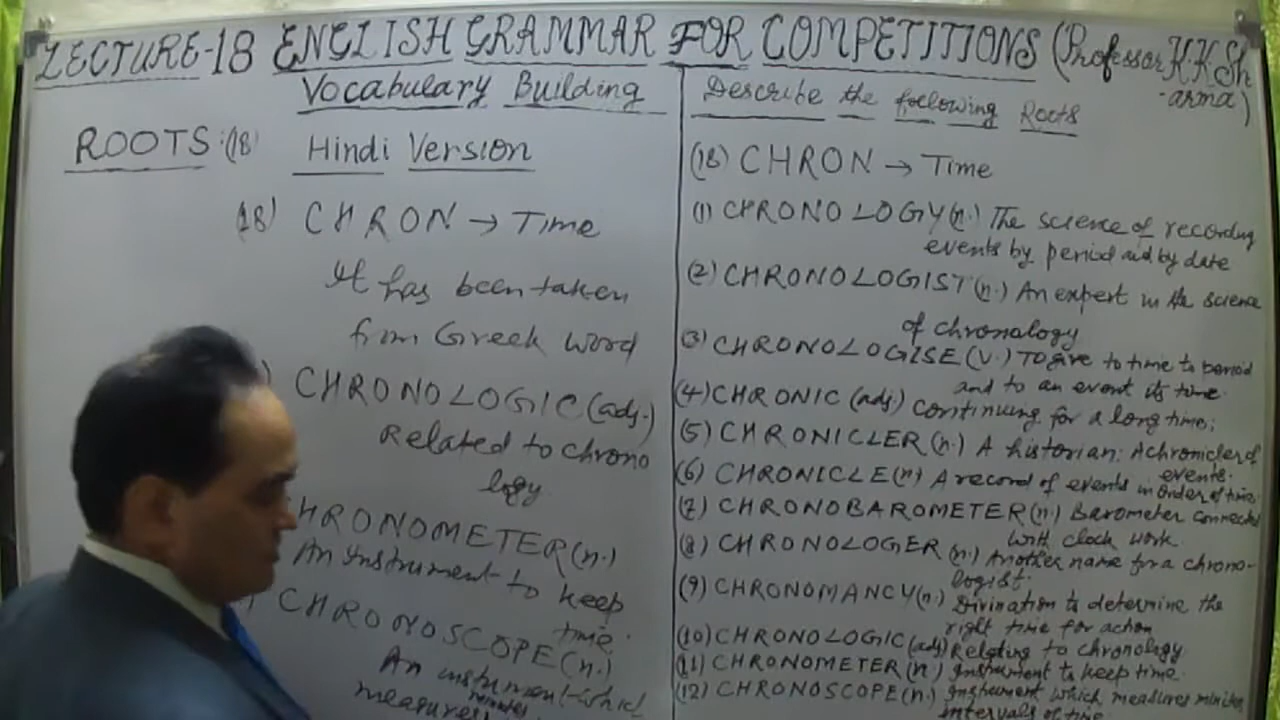 LECTURE-18 ENGLISH GRAMMAR FOR COMPETITIONS (Professor K.K.Sh
-arma)
Vocabulary Building
ROOTS:(18) Hindi Version
18) CHRON → Time
It has been taken
from Greek word
) CHRONOLOGIC (adj.)
Related to chrono
logy
HRONOMETER(n.)
An Instrument to keep
time.
) CHRONOSCOPE(n.)
An instrument which
measures minutes
Describe the following Roots
(18) CHRON → Time
(1) CHRONOLOGY(n.) The science of recording
events by period and by date
(2) CHRONOLOGIST(n.) An expert in the science
of chronalogy
(3) CHRONOLOGISE(V.) To give to time to period
and to an event its time.
(4) CHRONIC (adj.) continuing for a long time;
(5) CHRONICLER(n.) A historian: A chronicler of
events.
(6) CHRONICLE(n) A record of events in order of time.
(7) CHRONOBAROMETER(n.) Barometer connected
with clock work.
(8) CHRONOLOGER (n.) Another name for a chrono-
logist.
(9) CHRONOMANCY(n.) Divination to determine the
right time for action
(10) CHRONOLOGIC(adj) Relating to chronology
(11) CHRONOMETER(n) Instrument to keep time.
(12) CHRONOSCOPE(n.) Instrument which measures
intervals of time